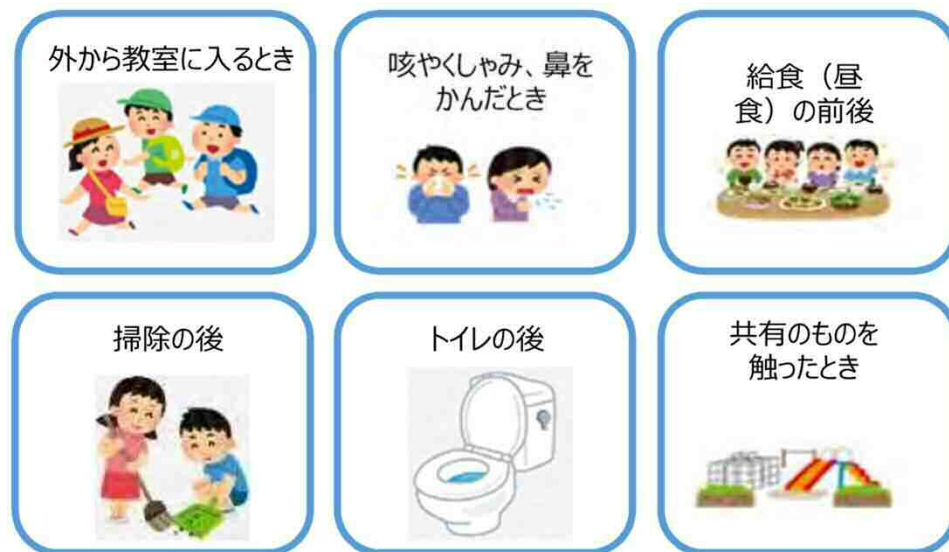 外から教室に入るとき
咳やくしゃみ、鼻を
かんだとき
給食（昼
食）の前後
掃除の後
トイレの後
共有のものを
触ったとき